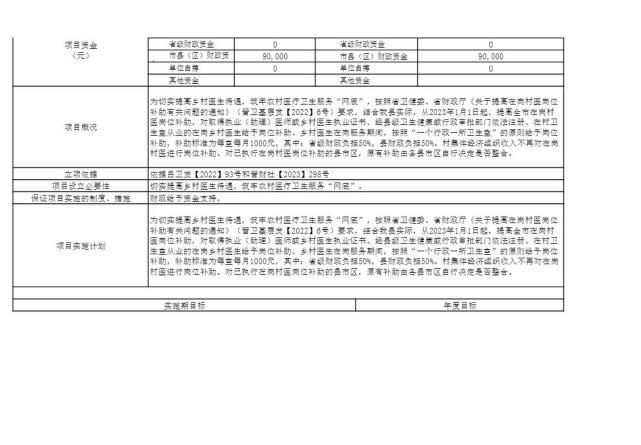 项目资金
（元）
省级财政资金 0 省级财政资金 0
市县（区）财政资 90,000 市县（区）财政资金 90,000
单位自筹 0 单位自筹 0
其他资金 其他资金
项目概况
为切实提高乡村医生待遇，筑牢农村医疗卫生服务“网底”，按照省卫健委、省财政厅《关于提高在岗村医岗位
补助有关问题的通知》（晋卫基层发【2022】6号）要求，结合我县实际，从2023年1月1日起，提高全市在岗村
医岗位补助，对取得执业（助理）医师或乡村医生执业证书、经县级卫生健康或行政审批部门依法注册、在村卫
生室从业的在岗乡村医生给予岗位补助、乡村医生在岗服务期间，按照“一个行政一所卫生室”的原则给予岗位
补助，补助标准为每室每月1000元，其中：省级财政负担50%，县财政负担50%，村集体经济组织收入不再对在岗
村医进行岗位补助，对已执行在岗村医岗位补助的县市区，原有补助由各县市区自行决定是否整合。
立项依据 依据吕卫发【2022】93号和晋财社【2023】298号
项目设立必要性 切实提高乡村医生待遇，筑牢农村医疗卫生服务“网底”。
保证项目实施的制度、措施 财政给予资金支持。
项目实施计划
为切实提高乡村医生待遇，筑牢农村医疗卫生服务“网底”，按照省卫健委、省财政厅《关于提高在岗村医岗位
补助有关问题的通知》（晋卫基层发【2022】6号）要求，结合我县实际，从2023年1月1日起，提高全市在岗村
医岗位补助，对取得执业（助理）医师或乡村医生执业证书、经县级卫生健康或行政审批部门依法注册、在村卫
生室从业的在岗乡村医生给予岗位补助、乡村医生在岗服务期间，按照“一个行政一所卫生室”的原则给予岗位
补助，补助标准为每室每月1000元，其中：省级财政负担50%，县财政负担50%，村集体经济组织收入不再对在岗
村医进行岗位补助，对已执行在岗村医岗位补助的县市区，原有补助由各县市区自行决定是否整合。
实施期目标 年度目标